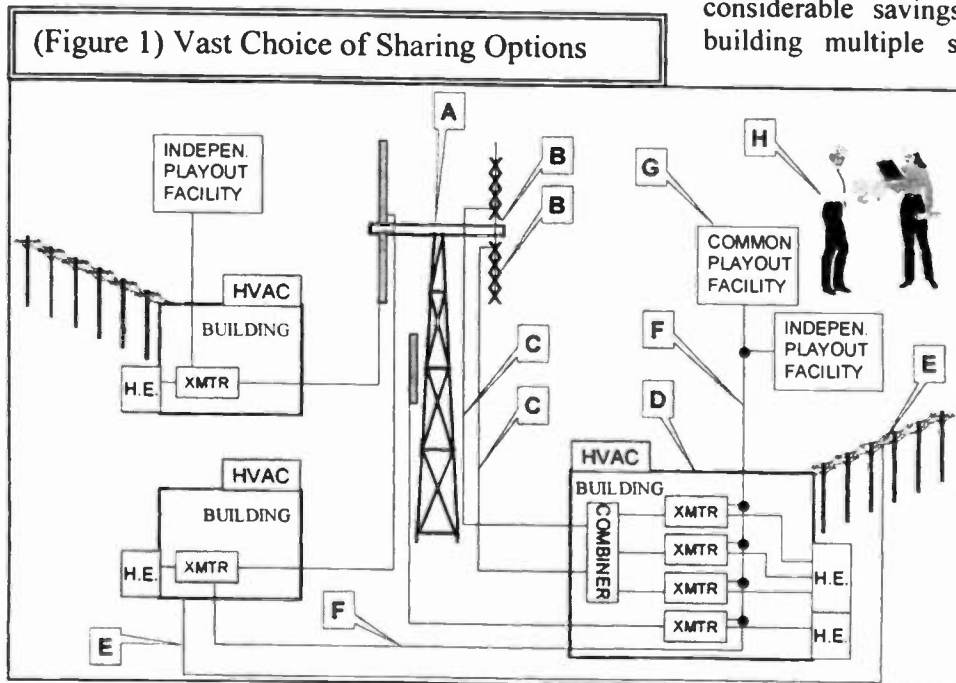 considerable savings
building multiple s
(Figure 1) Vast Choice of Sharing Options
A
H
INDEPEN.
PLAYOUT
FACILITY
B
G
B
COMMON
PLAYOUT
FACILITY
HVAC
BUILDING
INDEPEN.
PLAYOUT
FACILITY
F
E
C
H.E.
XMTR
C
D
HVAC
HVAC
BUILDING
BUILDING
COMBINER
XMTR
XMTR
H.E.
XMTR
H.E.
XMTR
F
XMTR
H.E.
E